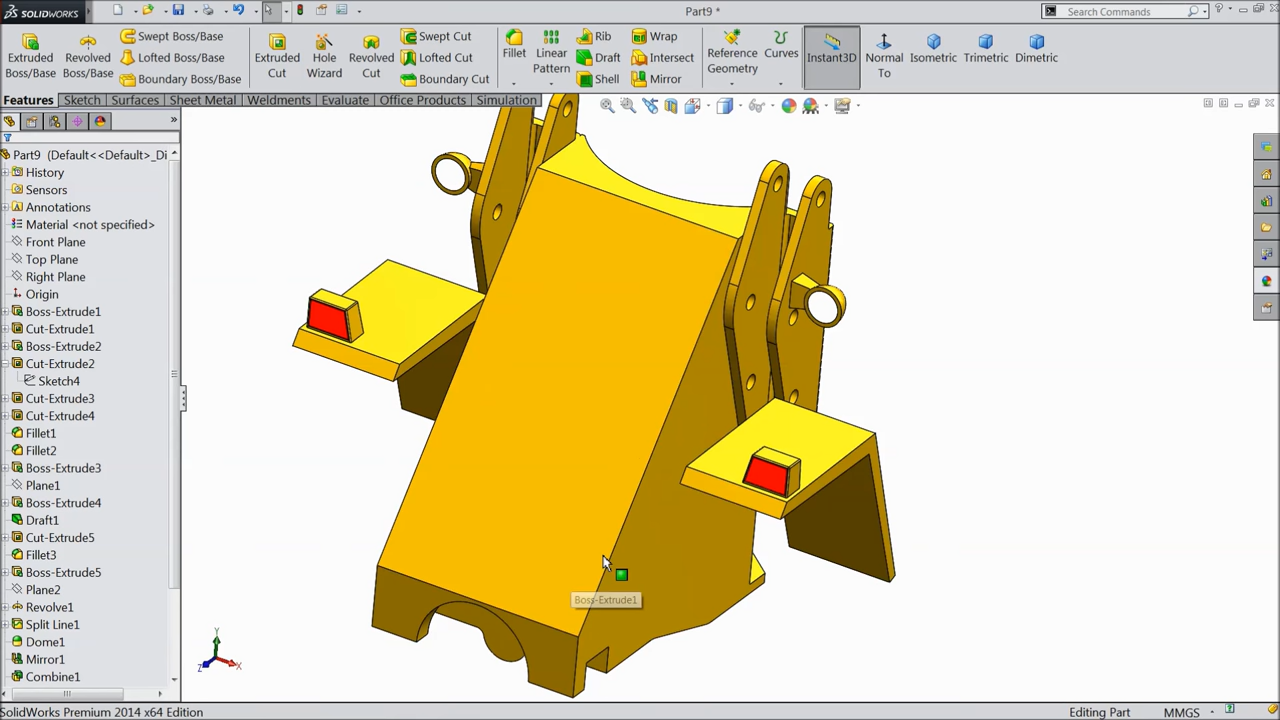 SOLIDWORKS
Part9 *
Search Commands
Extruded Boss/Base
Revolved Boss/Base
Swept Boss/Base
Lofted Boss/Base
Boundary Boss/Base
Extruded Cut
Hole Wizard
Revolved Cut
Swept Cut
Lofted Cut
Boundary Cut
Fillet
Linear Pattern
Rib
Draft
Shell
Wrap
Intersect
Mirror
Reference Geometry
Curves
Instant3D
Normal To
Isometric
Trimetric
Dimetric
Features
Sketch
Surfaces
Sheet Metal
Weldments
Evaluate
Office Products
Simulation
Part9 (Default<<Default>_Di
History
Sensors
Annotations
Material <not specified>
Front Plane
Top Plane
Right Plane
Origin
Boss-Extrude1
Cut-Extrude1
Boss-Extrude2
Cut-Extrude2
Sketch4
Cut-Extrude3
Cut-Extrude4
Fillet1
Fillet2
Boss-Extrude3
Plane1
Boss-Extrude4
Draft1
Cut-Extrude5
Fillet3
Boss-Extrude5
Plane2
Revolve1
Split Line1
Dome1
Mirror1
Combine1
Boss-Extrude1
Y
X
Z
SolidWorks Premium 2014 x64 Edition
Editing Part
MMGS